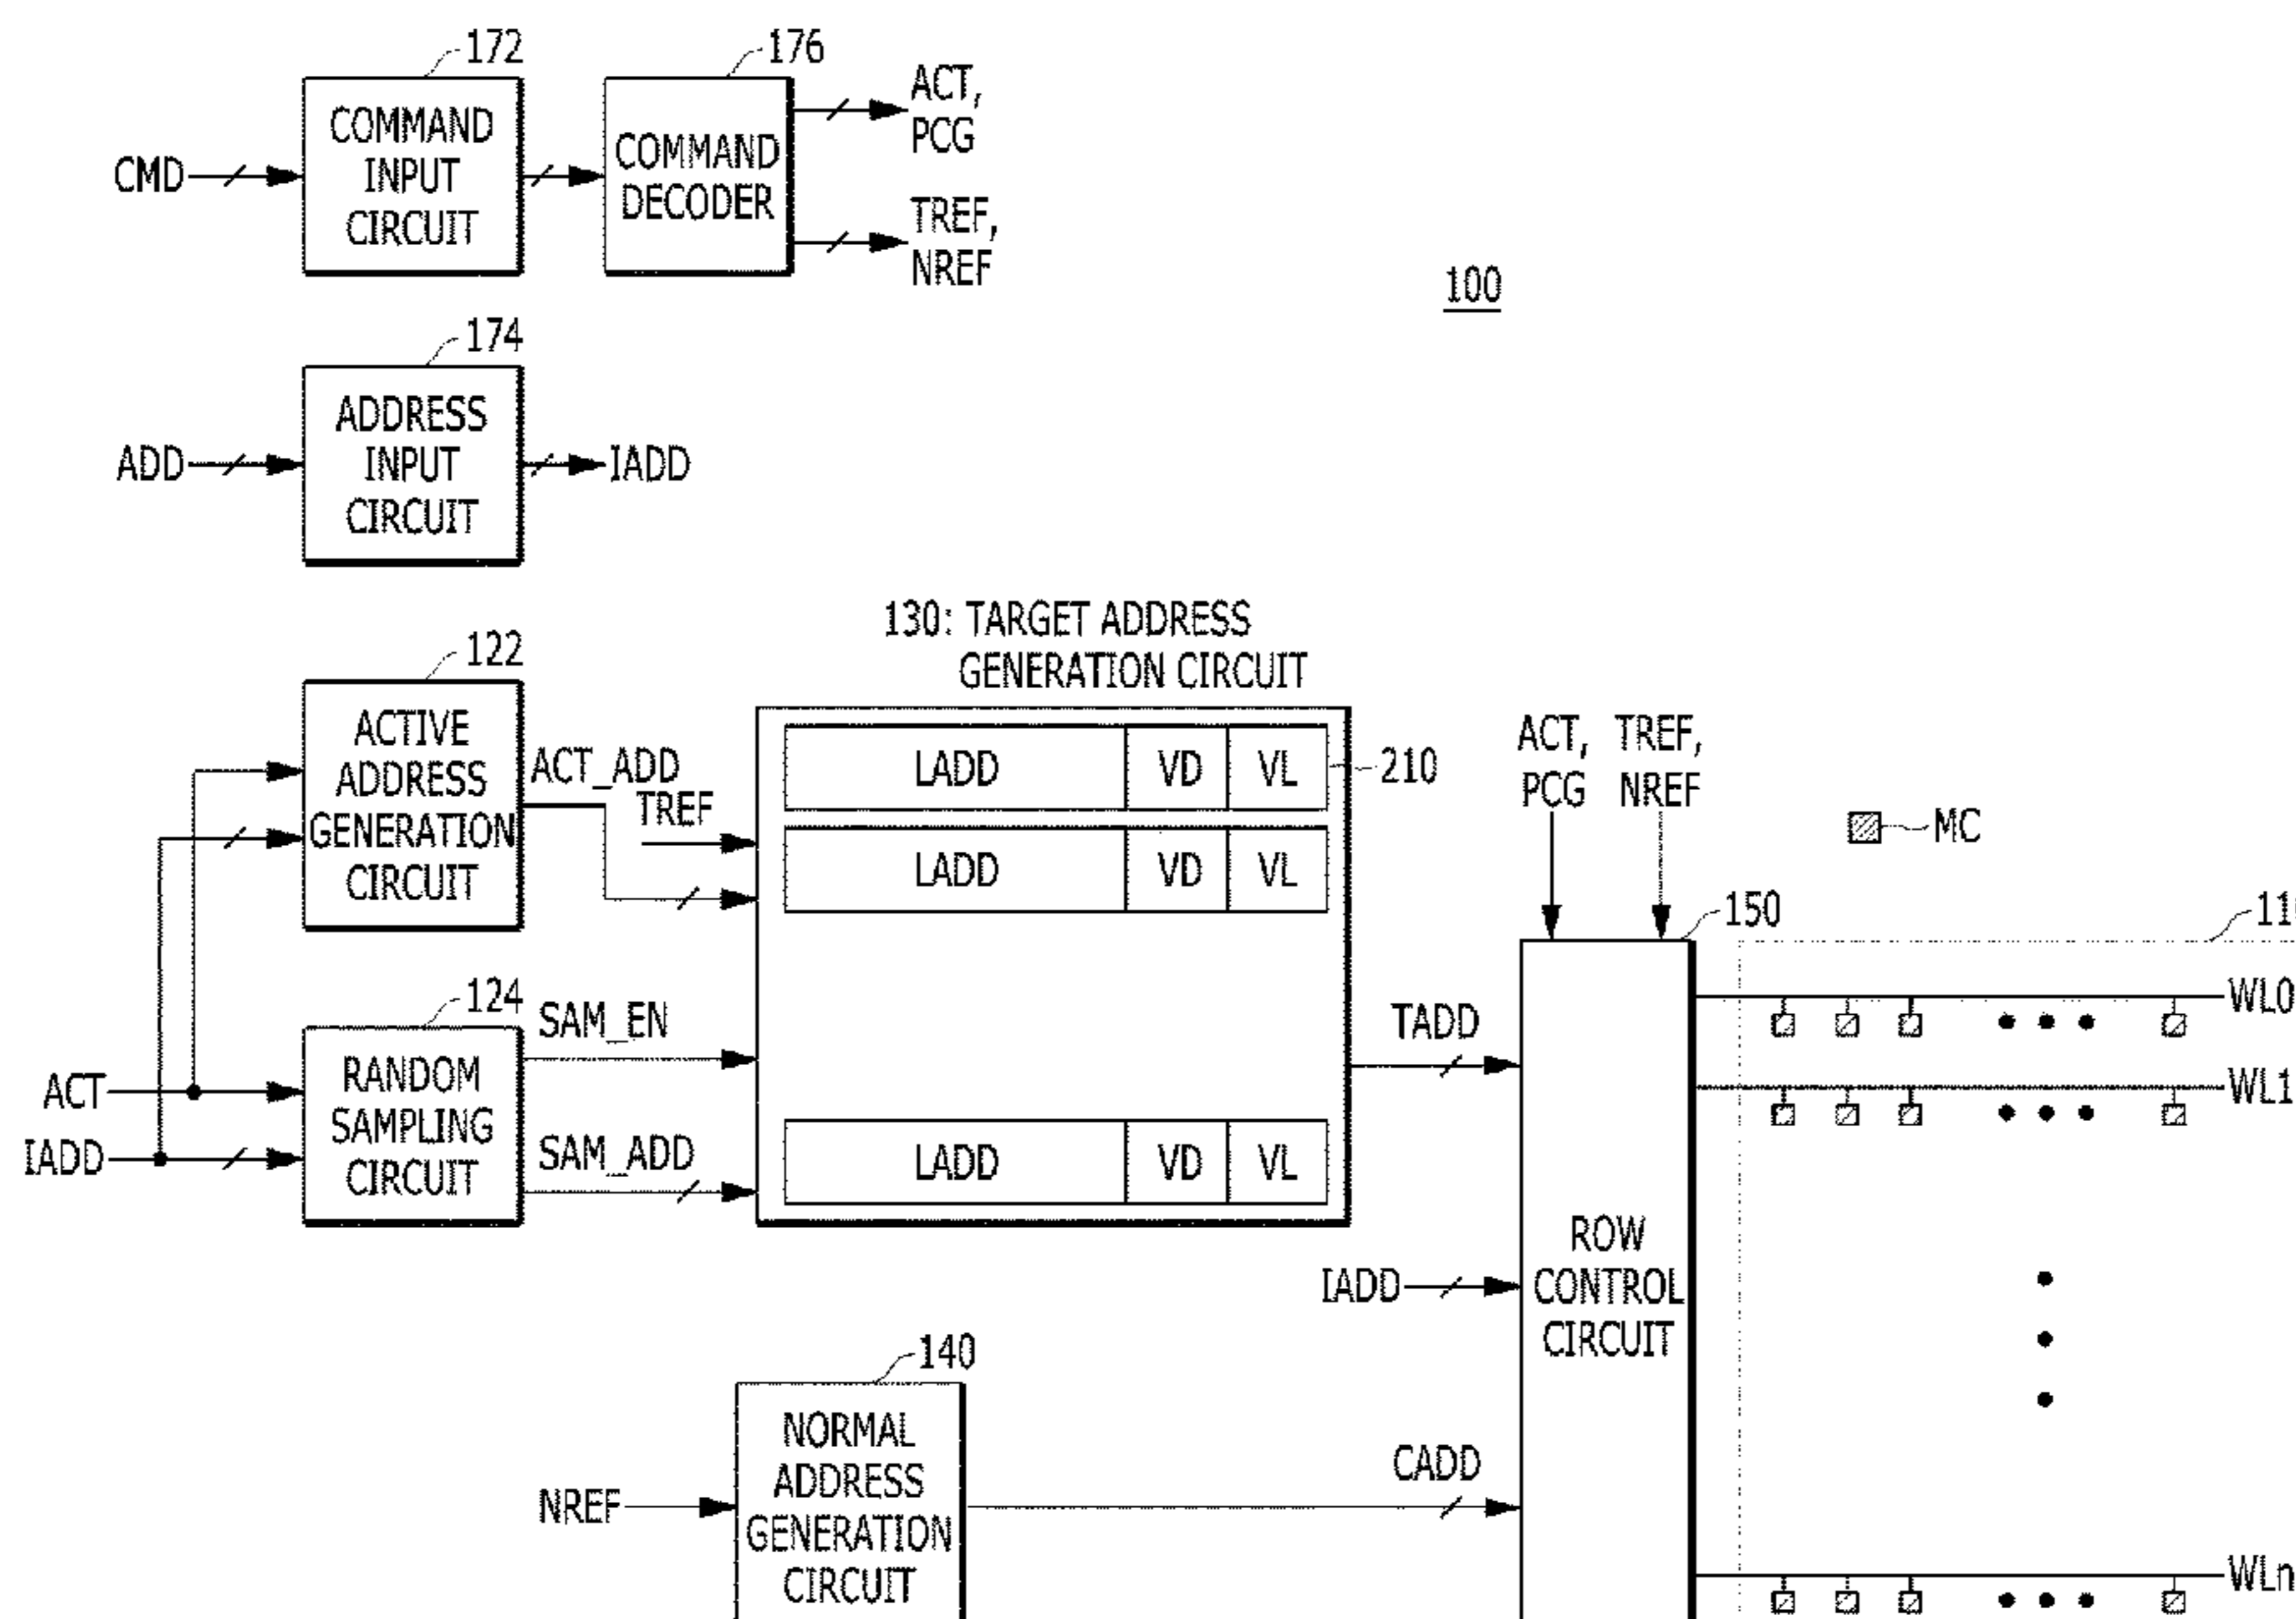 172
176
COMMAND
INPUT
CIRCUIT
COMMAND
DECODER
CMD
ACT,
PCG
TREF,
NREF
100
174
ADDRESS
INPUT
CIRCUIT
ADD
IADD
130: TARGET ADDRESS
GENERATION CIRCUIT
122
ACTIVE
ADDRESS
GENERATION
CIRCUIT
ACT_ADD
TREF
LADD VD VL
210
LADD VD VL
ACT, TREF,
PCG NREF
MC
150
124
RANDOM
SAMPLING
CIRCUIT
ACT
IADD
SAM_EN
SAM_ADD
LADD VD VL
TADD
WL0
WL1
IADD
ROW
CONTROL
CIRCUIT
140
NORMAL
ADDRESS
GENERATION
CIRCUIT
NREF
CADD
WLn